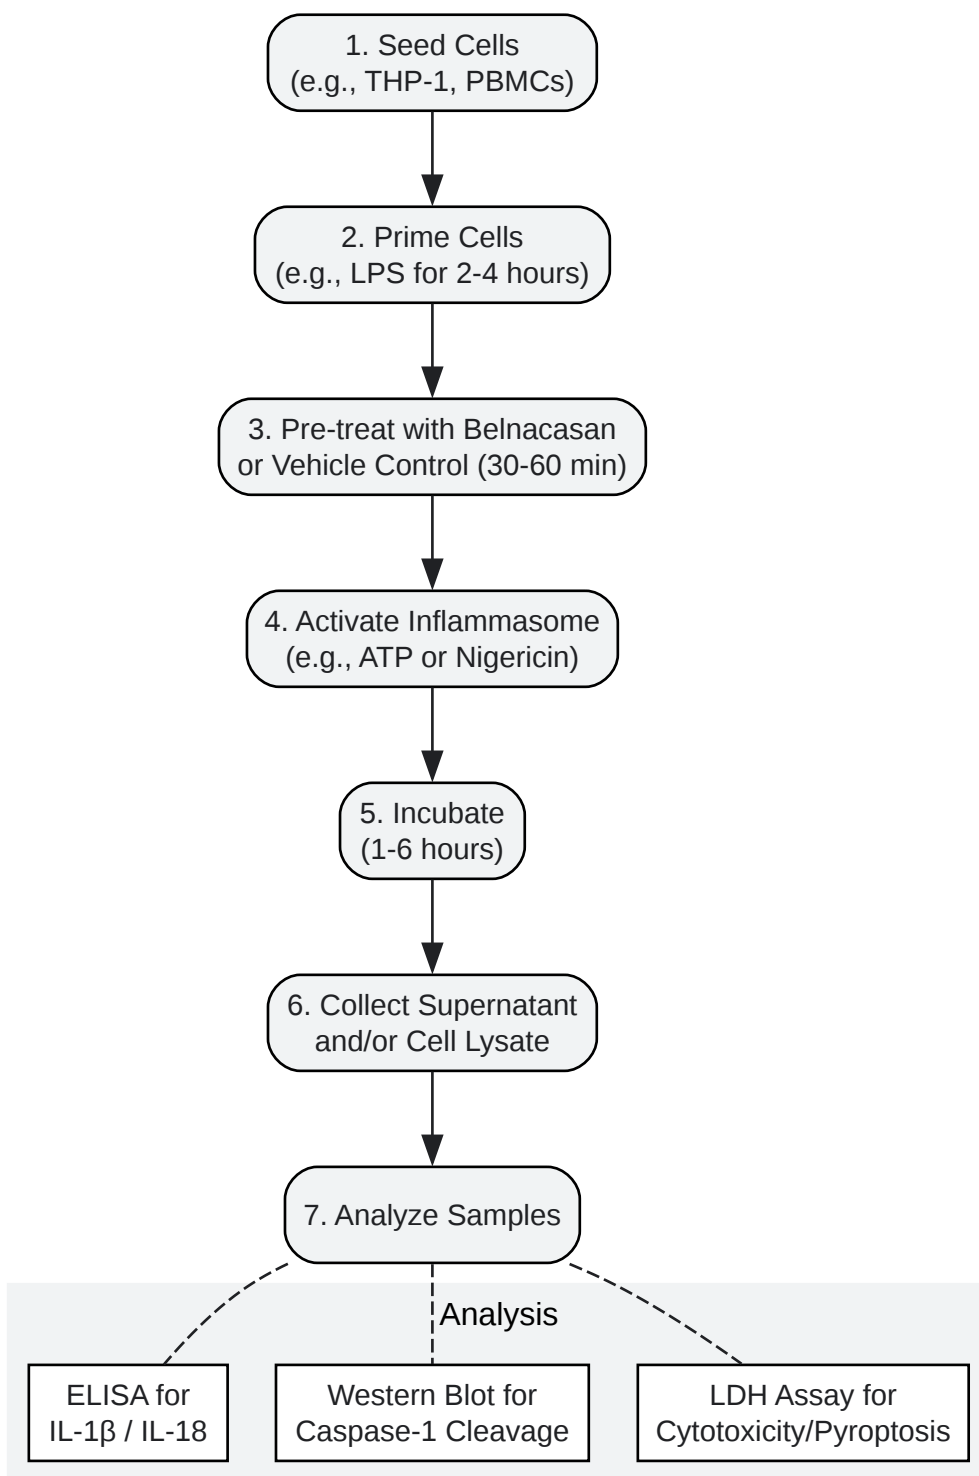 1. Seed Cells
(e.g., THP-1, PBMCs)
2. Prime Cells
(e.g., LPS for 2-4 hours)
3. Pre-treat with Belnacasan
or Vehicle Control (30-60 min)
4. Activate Inflammasome
(e.g., ATP or Nigericin)
5. Incubate
(1-6 hours)
6. Collect Supernatant
and/or Cell Lysate
7. Analyze Samples
Analysis
ELISA for
IL-1β / IL-18
Western Blot for
Caspase-1 Cleavage
LDH Assay for
Cytotoxicity/Pyroptosis